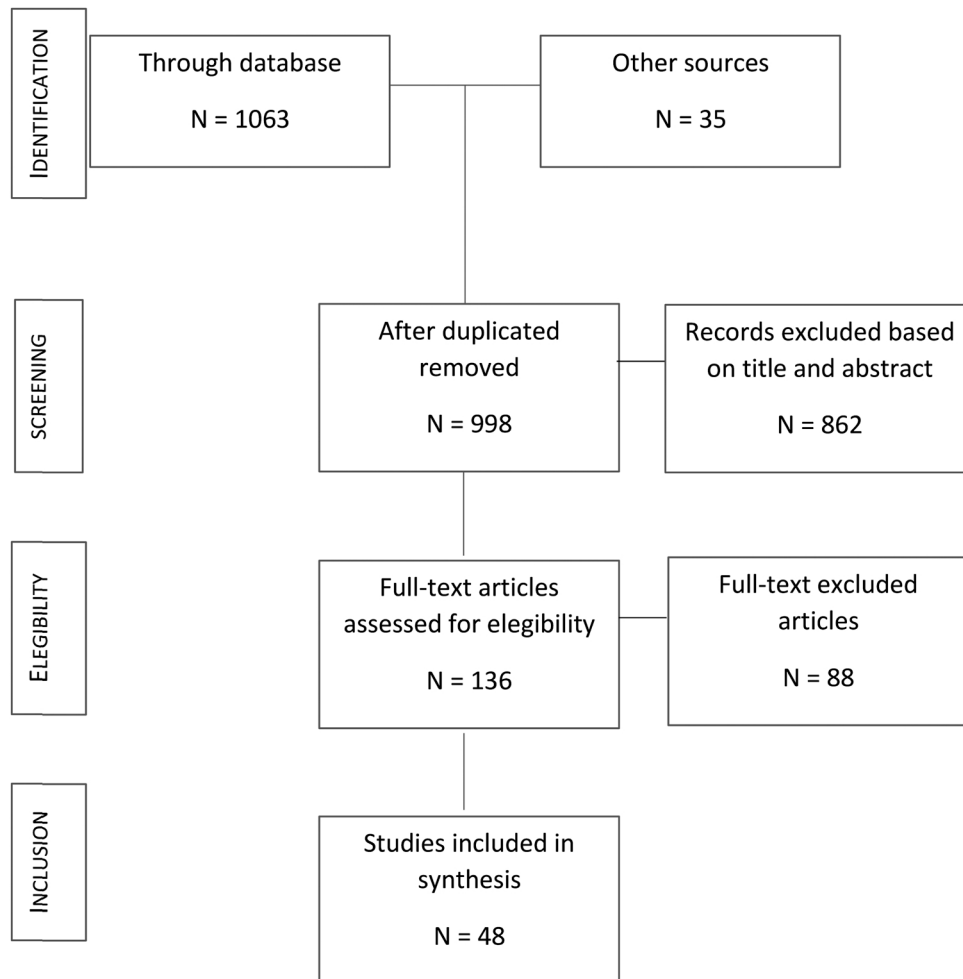 IDENTIFICATION
Through database
N = 1063
Other sources
N = 35
SCREENING
After duplicated
removed
N = 998
Records excluded based
on title and abstract
N = 862
ELEGIBILITY
Full-text articles
assessed for elegibility
N = 136
Full-text excluded
articles
N = 88
INCLUSION
Studies included in
synthesis
N = 48